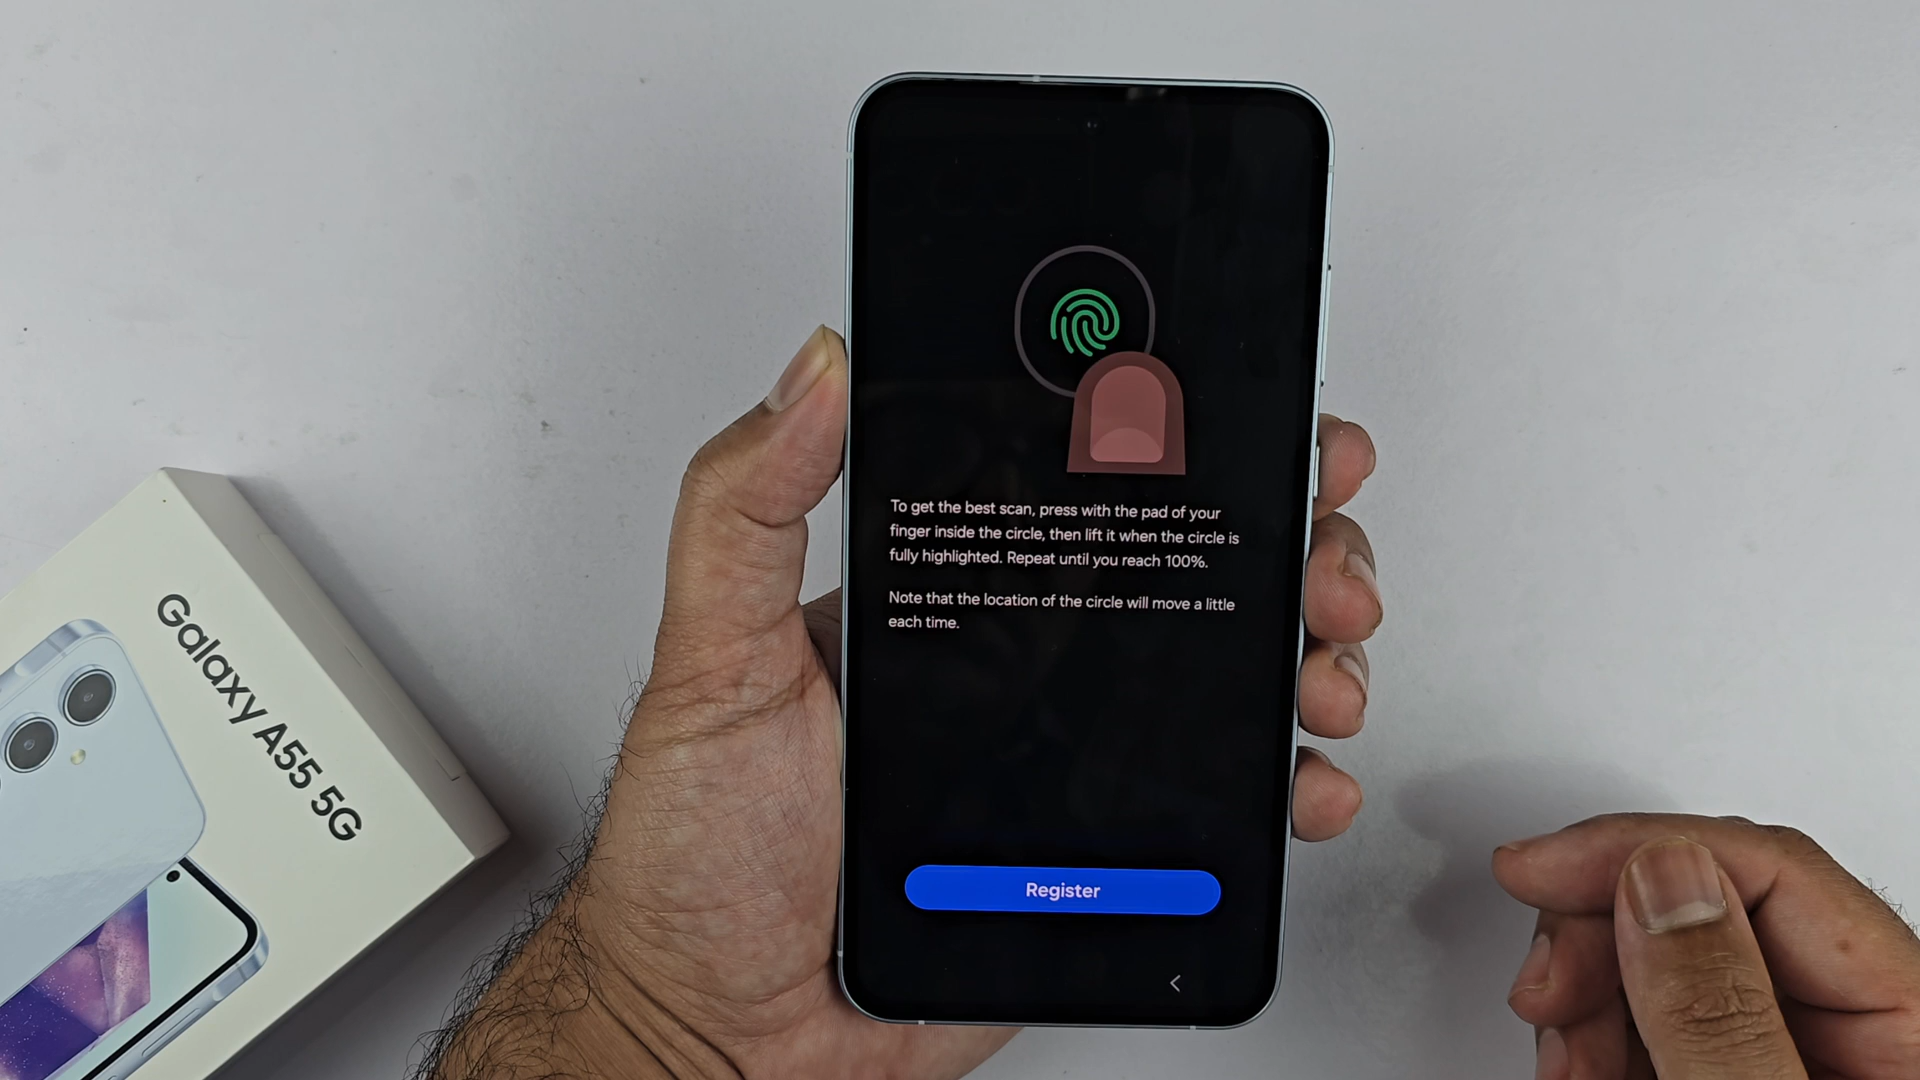 To get the best scan, press with the pad of your
finger inside the circle, then lift it when the circle is
fully highlighted. Repeat until you reach 100%.
Note that the location of the circle will move a little
each time.
Register
Galaxy A55 5G